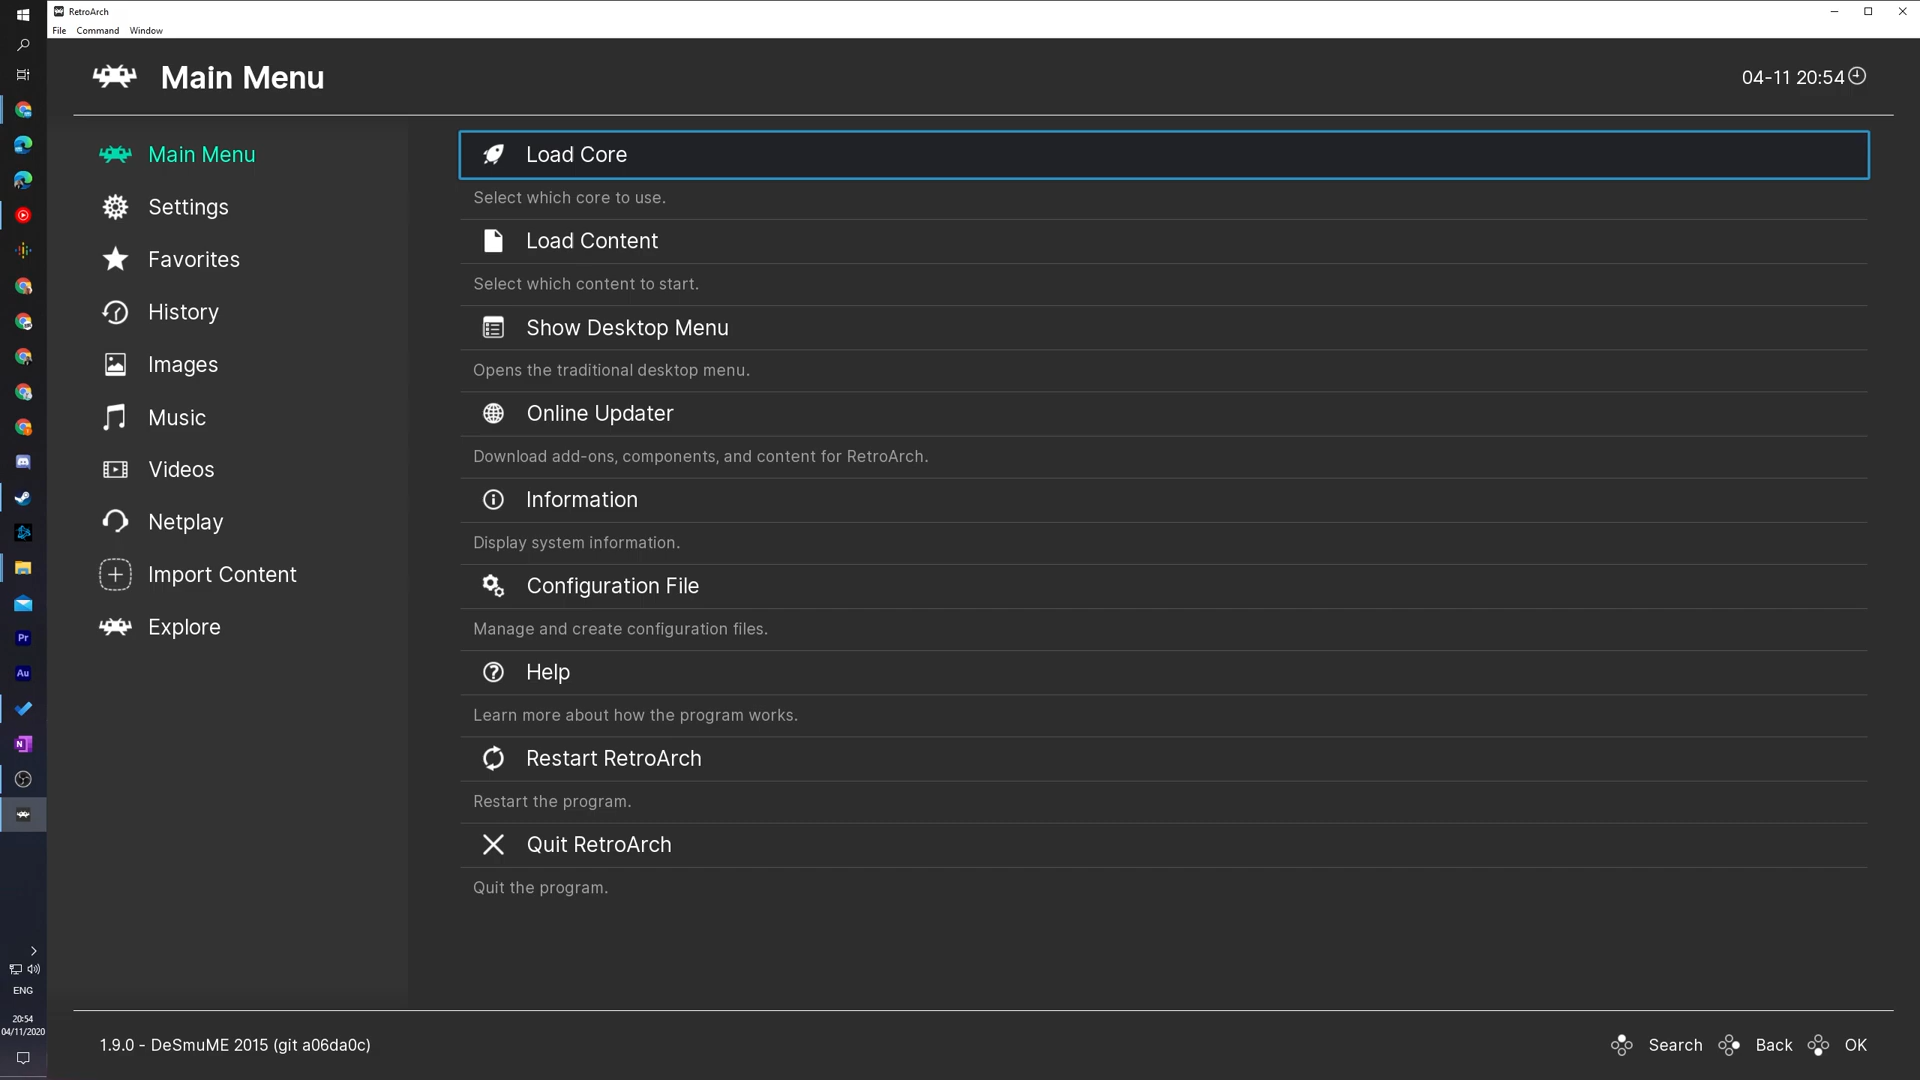 RetroArch
File Command Window
Main Menu
04-11 20:54
Main Menu
Settings
Favorites
History
Images
Music
Videos
Netplay
Import Content
Explore
Load Core
Select which core to use.
Load Content
Select which content to start.
Show Desktop Menu
Opens the traditional desktop menu.
Online Updater
Download add-ons, components, and content for RetroArch.
Information
Display system information.
Configuration File
Manage and create configuration files.
Help
Learn more about how the program works.
Restart RetroArch
Restart the program.
Quit RetroArch
Quit the program.
Pr
Au
N
ENG
20:54
04/11/2020
1.9.0 - DeSmuME 2015 (git a06da0c)
Search Back OK